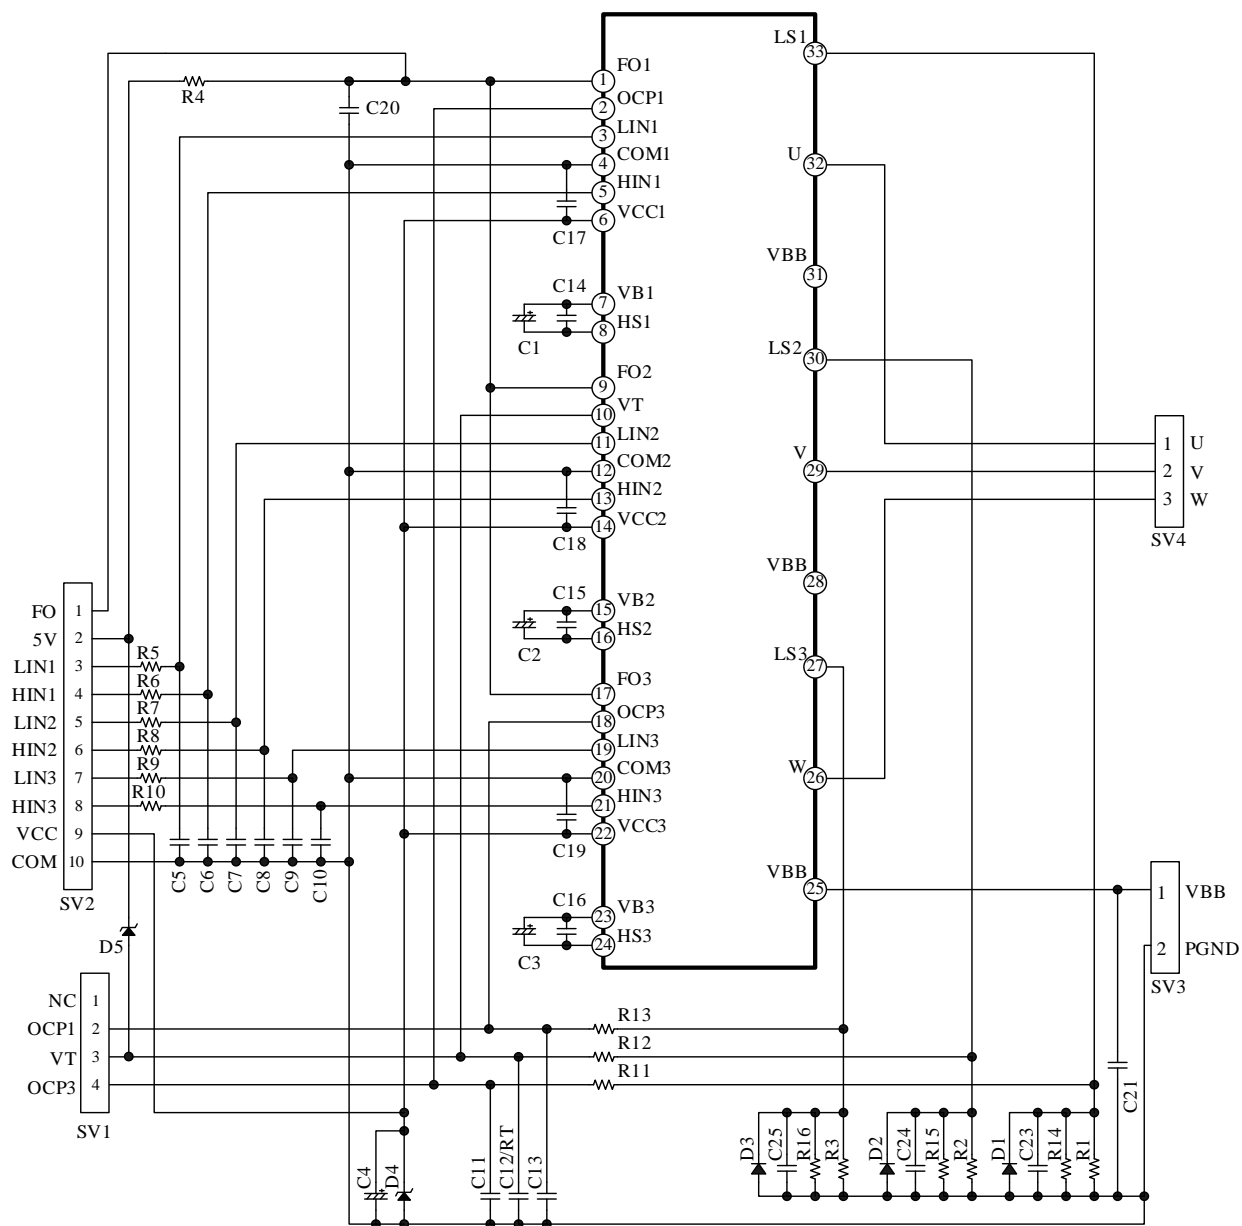 LS1
33
FO1
1
R4
C20
OCP1
2
LIN1
3
COM1
4
U
32
HIN1
5
VCC1
6
C17
VBB
31
C14
VB1
7
HS1
8
C1
LS2
30
FO2
9
VT
10
LIN2
11
COM2
12
V
29
HIN2
13
VCC2
14
C18
1 U
2 V
3 W
SV4
VBB
28
C15
VB2
15
HS2
16
C2
LS3
27
FO3
17
OCP3
18
LIN3
19
COM3
20
W
26
HIN3
21
VCC3
22
C19
FO 1
5V 2
LIN1 3 R5
HIN1 4 R6
LIN2 5 R7
HIN2 6 R8
LIN3 7 R9
HIN3 8 R10
VCC 9
COM 10
SV2
C5
C6
C7
C8
C9
C10
VBB
25
1 VBB
2 PGND
SV3
C16
VB3
23
HS3
24
C3
D5
NC 1
OCP1 2
VT 3
OCP3 4
SV1
R13
R12
R11
C21
C4
D4
C11
C12/RT
C13
D3
C25
R16
R3
D2
C24
R15
R2
D1
C23
R14
R1